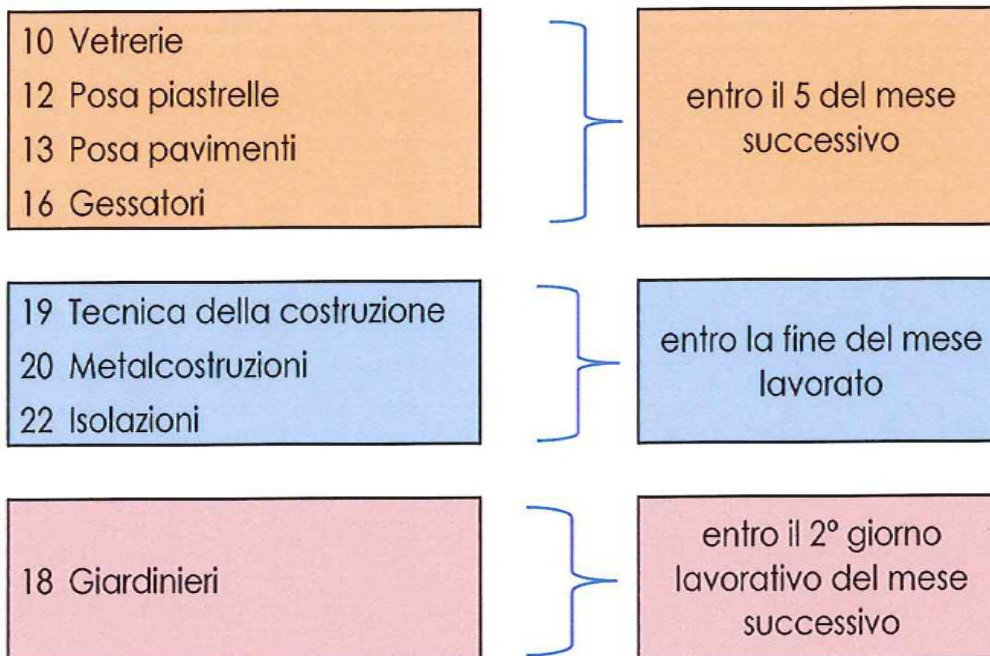 10 Vetrerie
12 Posa piastrelle
13 Posa pavimenti
16 Gessatori
entro il 5 del mese
successivo
19 Tecnica della costruzione
20 Metalcostruzioni
22 Isolazioni
entro la fine del mese
lavorato
18 Giardinieri
entro il 2º giorno
lavorativo del mese
successivo